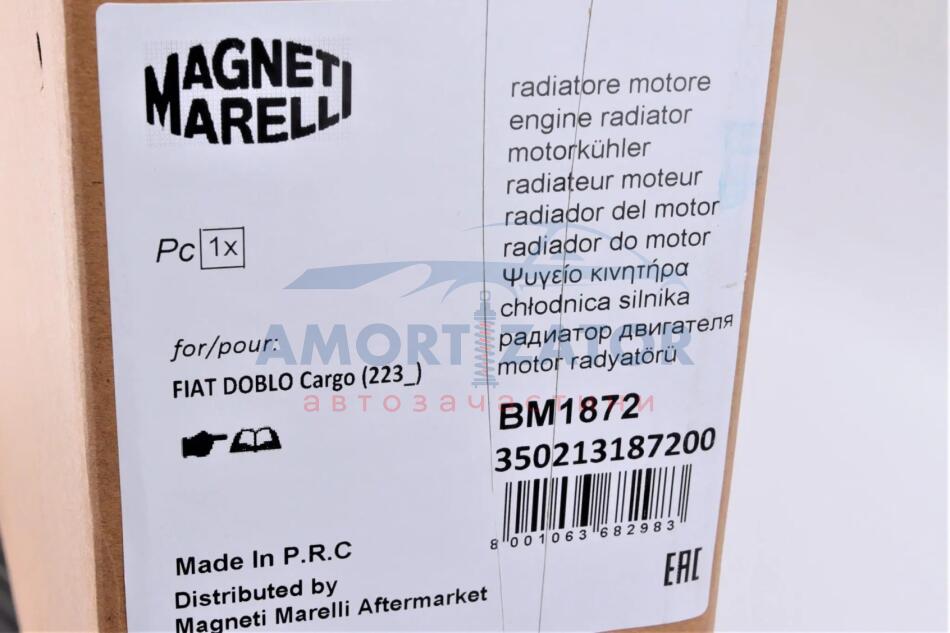 MAGNETI
MARELLI
radiatore motore
engine radiator
motorkühler
radiateur moteur
radiador del motor
radiador do motor
Ψυγείο κινητήρα
chłodnica silnika
радиатор двигателя
motor radyatörü
Pc 1x
for/pour:
FIAT DOBLO Cargo (223_)
AMORTIZATOR
автозачастини
BM1872
350213187200
8 001063 682983
EAC
Made In P.R.C
Distributed by
Magneti Marelli Aftermarket